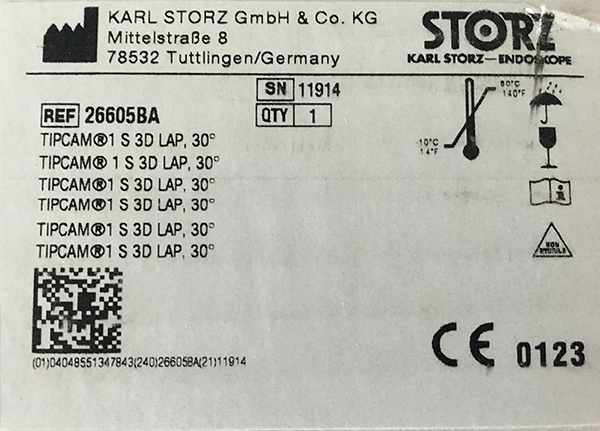 KARL STORZ GmbH & Co. KG
Mittelstraße 8
78532 Tuttlingen/Germany
STORZ
KARL STORZ—ENDOSKOPE
SN 11914
REF 26605BA
QTY 1
60°C
140°F
-10°C
14°F
TIPCAM®1 S 3D LAP, 30°
TIPCAM® 1 S 3D LAP, 30°
TIPCAM®1 S 3D LAP, 30°
TIPCAM®1 S 3D LAP, 30°
TIPCAM®1 S 3D LAP, 30°
TIPCAM®1 S 3D LAP, 30°
i
NON
STERILE
(01)04048551347843(240)26605BA(21)11914
CE 0123